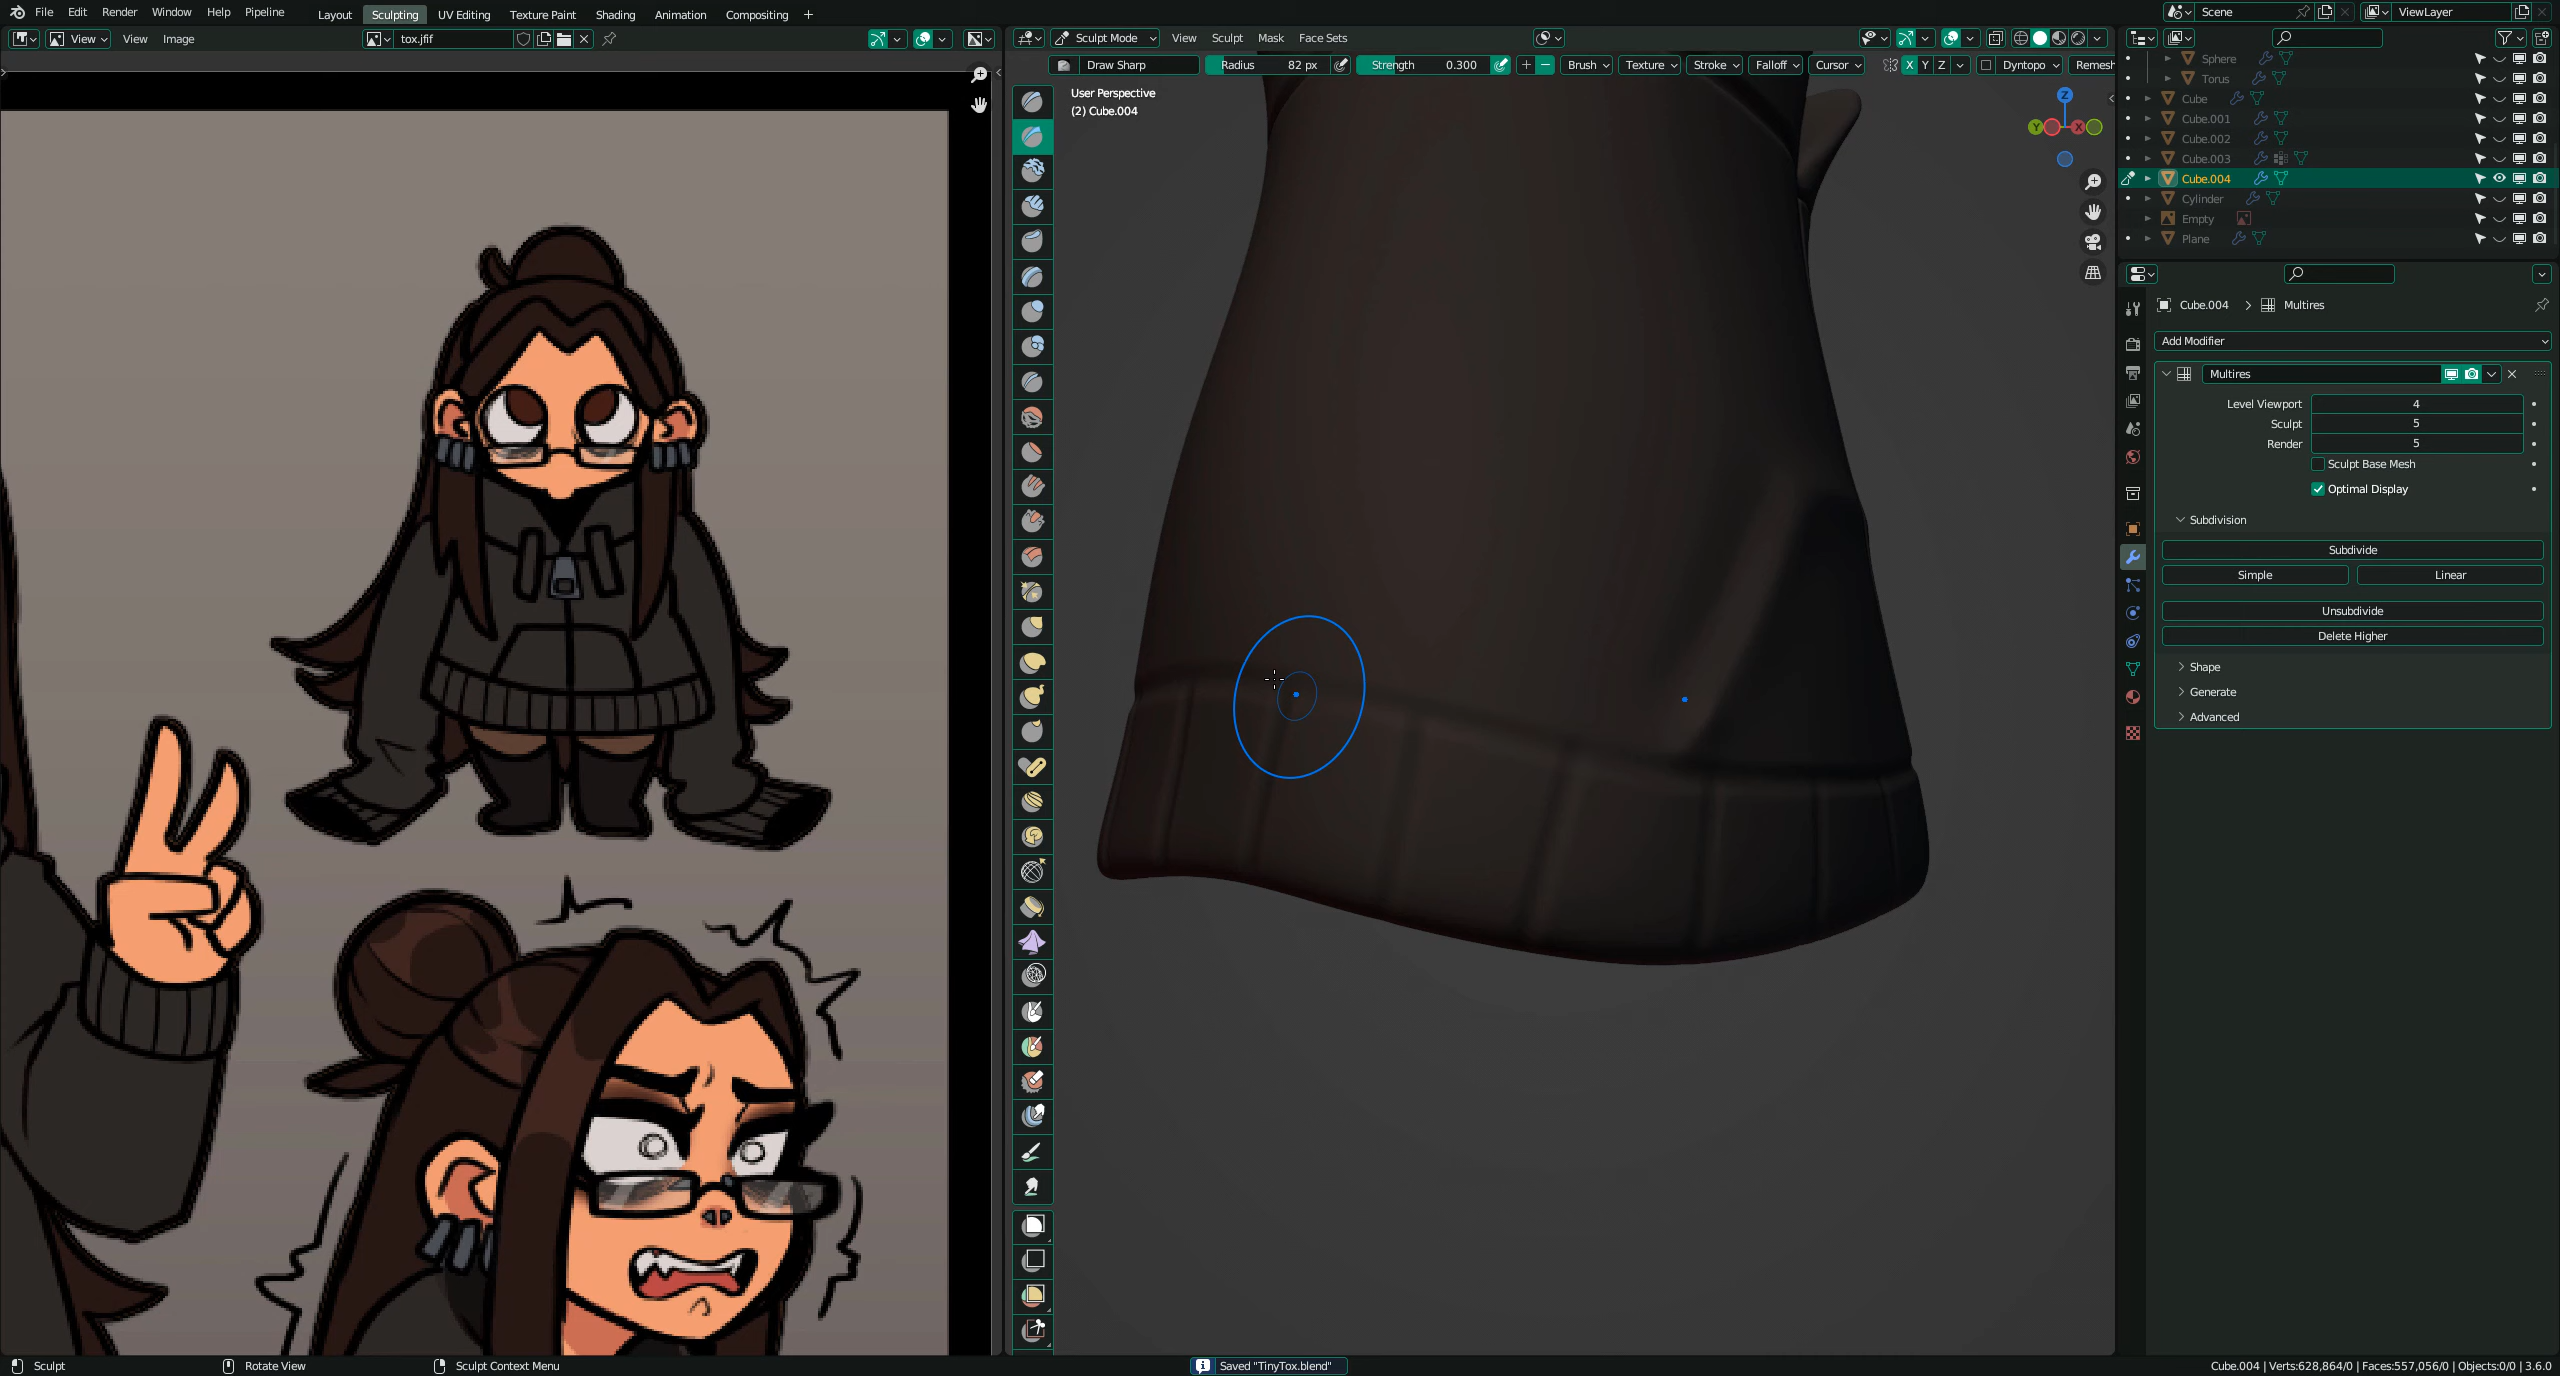 File Edit Render Window Help Pipeline
Layout Sculpting UV Editing Texture Paint Shading Animation Compositing +
Scene
ViewLayer
View View Image
tox.jfif
Sculpt Mode View Sculpt Mask Face Sets
Draw Sharp Radius 82 px Strength 0.300 + − Brush Texture Stroke Falloff Cursor X Y Z Dyntopo Remesh
User Perspective
(2) Cube.004
Z
Y X
Sphere
Torus
Cube
Cube.001
Cube.002
Cube.003
Cube.004
Cylinder
Empty
Plane
Cube.004 > Multires
Add Modifier
Multires
Level Viewport 4
Sculpt 5
Render 5
Sculpt Base Mesh
Optimal Display
Subdivision
Subdivide
Simple Linear
Unsubdivide
Delete Higher
Shape
Generate
Advanced
Sculpt Rotate View Sculpt Context Menu
Saved "TinyTox.blend"
Cube.004 | Verts:628,864/0 | Faces:557,056/0 | Objects:0/0 | 3.6.0